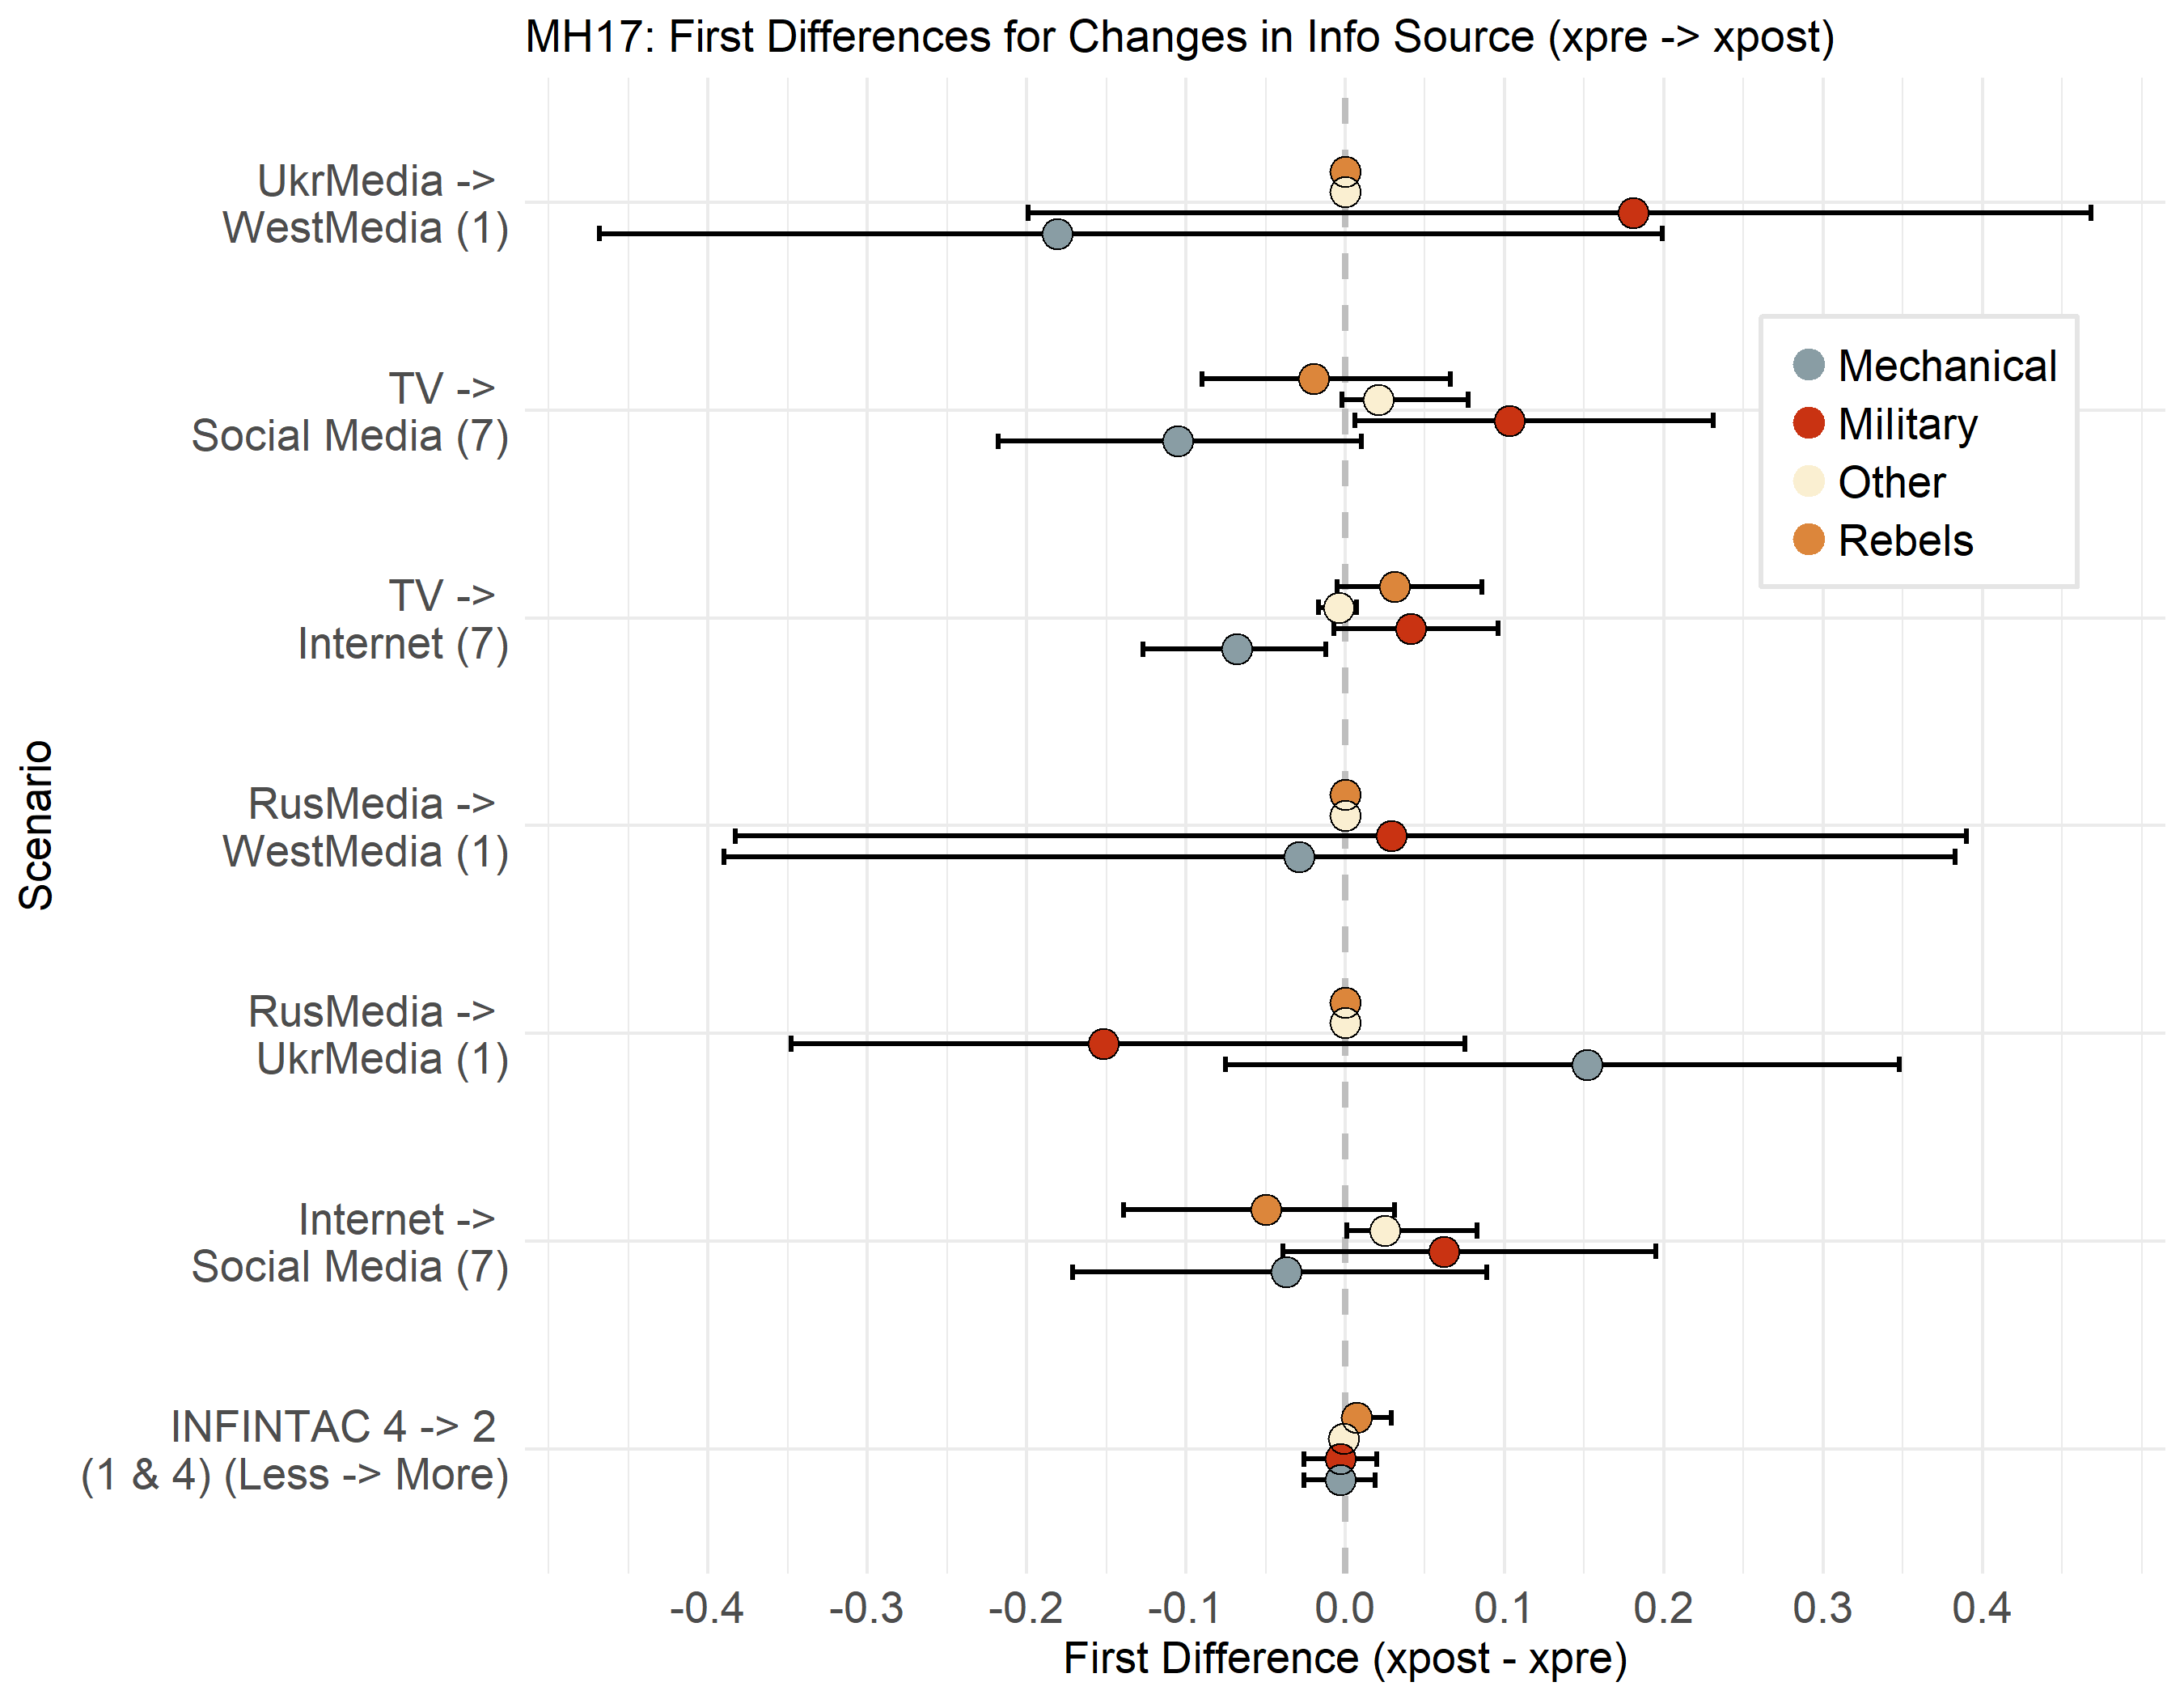 MH17: First Differences for Changes in Info Source (xpre -> xpost)
UkrMedia ->
WestMedia (1)
TV ->
Social Media (7)
TV ->
Internet (7)
RusMedia ->
WestMedia (1)
RusMedia ->
UkrMedia (1)
Internet ->
Social Media (7)
INFINTAC 4 -> 2
(1 & 4) (Less -> More)
Scenario
Mechanical
Military
Other
Rebels
-0.4 -0.3 -0.2 -0.1 0.0 0.1 0.2 0.3 0.4
First Difference (xpost - xpre)